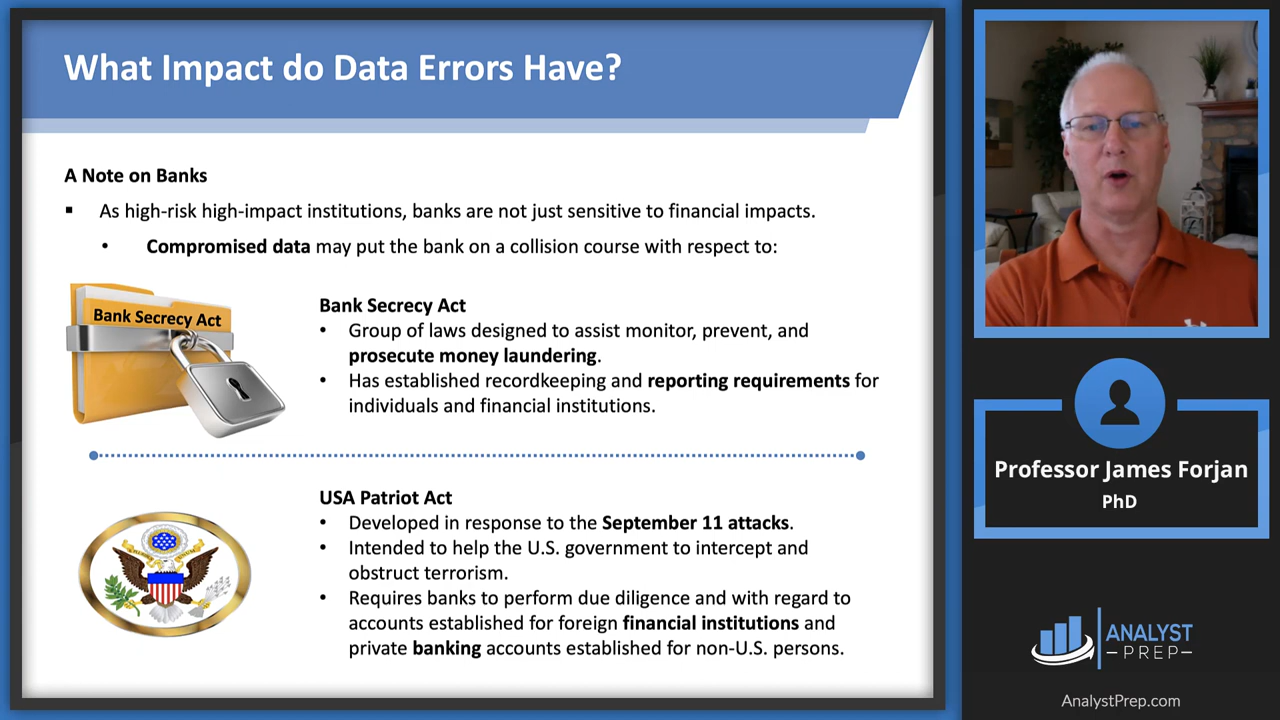 What Impact do Data Errors Have?
A Note on Banks
▪ As high-risk high-impact institutions, banks are not just sensitive to financial impacts.
• Compromised data may put the bank on a collision course with respect to:
Bank Secrecy Act
Bank Secrecy Act
• Group of laws designed to assist monitor, prevent, and
prosecute money laundering.
• Has established recordkeeping and reporting requirements for
individuals and financial institutions.
USA Patriot Act
• Developed in response to the September 11 attacks.
• Intended to help the U.S. government to intercept and
obstruct terrorism.
• Requires banks to perform due diligence and with regard to
accounts established for foreign financial institutions and
private banking accounts established for non-U.S. persons.
Professor James Forjan
PhD
ANALYST
PREP
AnalystPrep.com